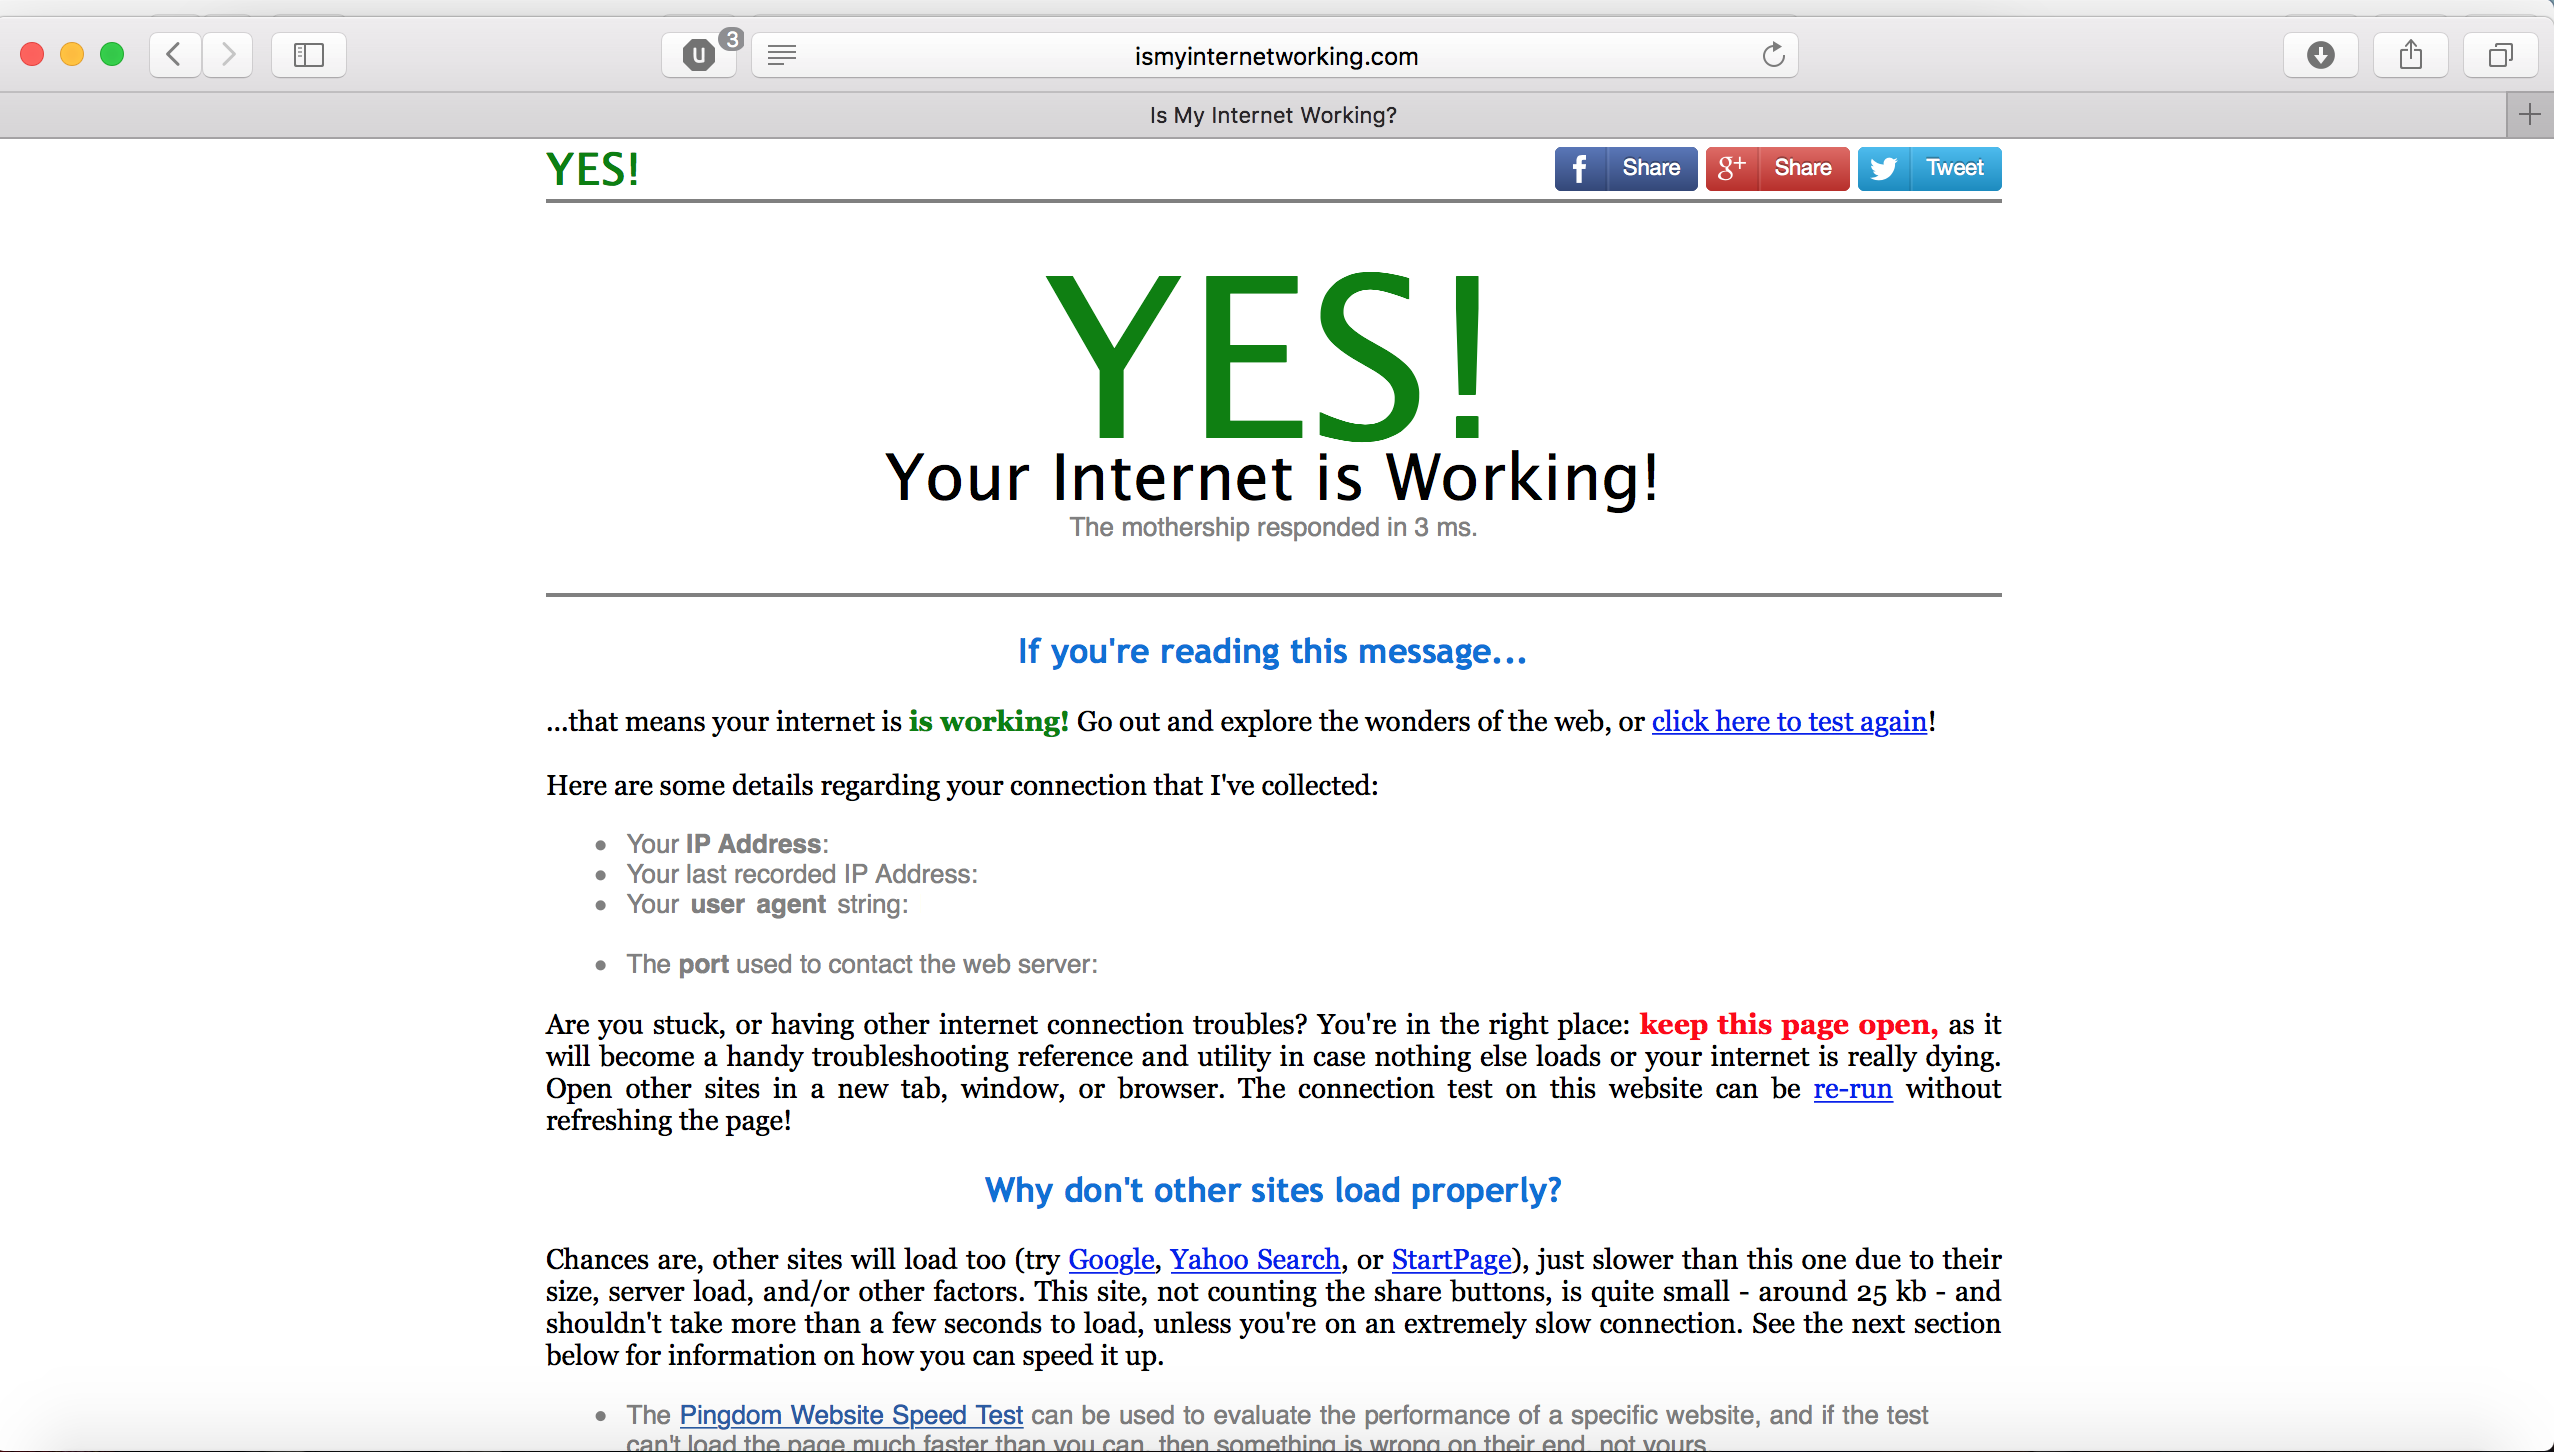 U 3 ismyinternetworking.com
Is My Internet Working?
YES! f Share g+ Share Tweet
YES!
Your Internet is Working!
The mothership responded in 3 ms.
If you're reading this message...
...that means your internet is is working! Go out and explore the wonders of the web, or click here to test again!
Here are some details regarding your connection that I've collected:
• Your IP Address:
• Your last recorded IP Address:
• Your user agent string:
• The port used to contact the web server:
Are you stuck, or having other internet connection troubles? You're in the right place: keep this page open, as it
will become a handy troubleshooting reference and utility in case nothing else loads or your internet is really dying.
Open other sites in a new tab, window, or browser. The connection test on this website can be re-run without
refreshing the page!
Why don't other sites load properly?
Chances are, other sites will load too (try Google, Yahoo Search, or StartPage), just slower than this one due to their
size, server load, and/or other factors. This site, not counting the share buttons, is quite small - around 25 kb - and
shouldn't take more than a few seconds to load, unless you're on an extremely slow connection. See the next section
below for information on how you can speed it up.
• The Pingdom Website Speed Test can be used to evaluate the performance of a specific website, and if the test
can't load the page much faster than you can, then something is wrong on their end, not yours.